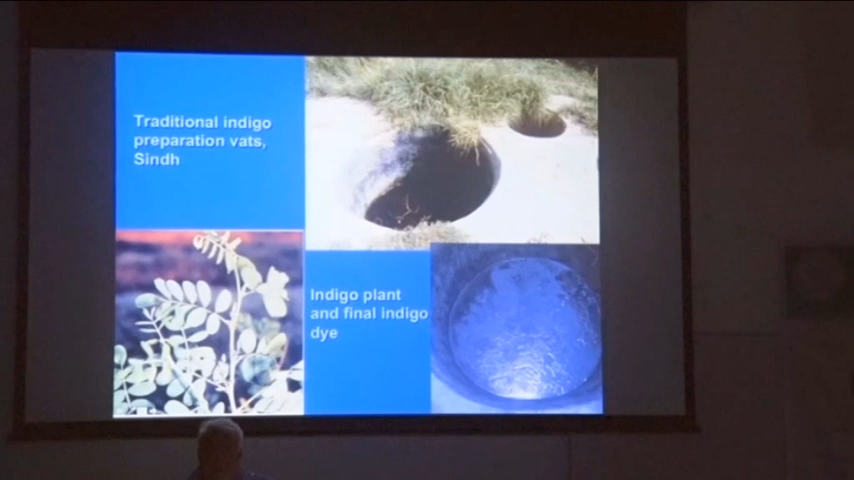 Traditional indigo
preparation vats,
Sindh
Indigo plant
and final indigo
dye